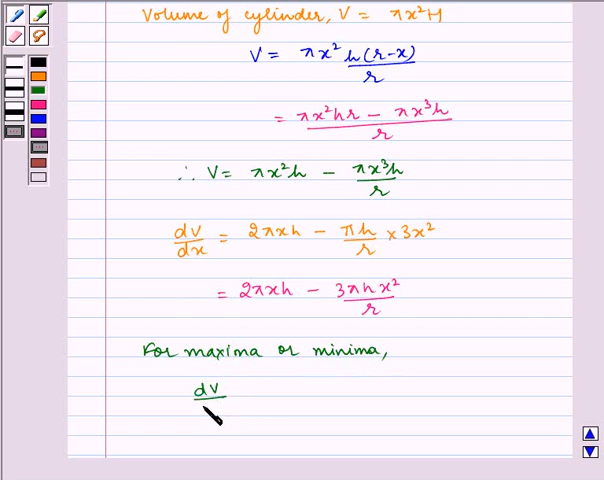 Volume of cylinder, V = πx²H
V = πx² h(r-x)/r
= πx²hr - πx³h/r
∴ V = πx²h - πx³h/r
dV/dx = 2πxh - πh/r × 3x²
= 2πxh - 3πhx²/r
For maxima or minima,
dV